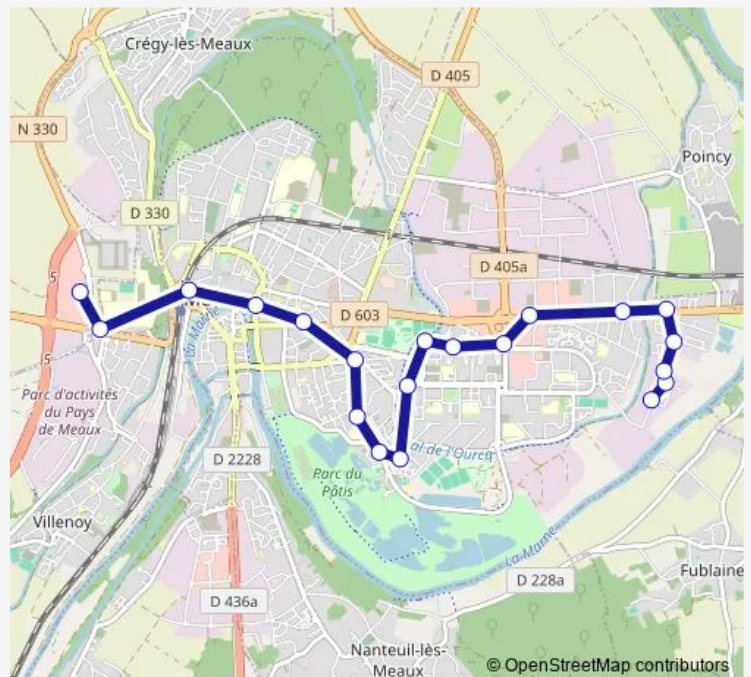 Crégy-lès-Meaux
D 405
N 330
Poincy
D 330
5
D 405a
D 603
La Marne
Parc d'activités
du Pays
de Meaux
5
al de l'Ourcq
D 2228
Parc du
Pâtis
Villenoy
La Marne
D 228a
Fublaine
D 436a
Nanteuil-lès-
Meaux
© OpenStreetMap contributors